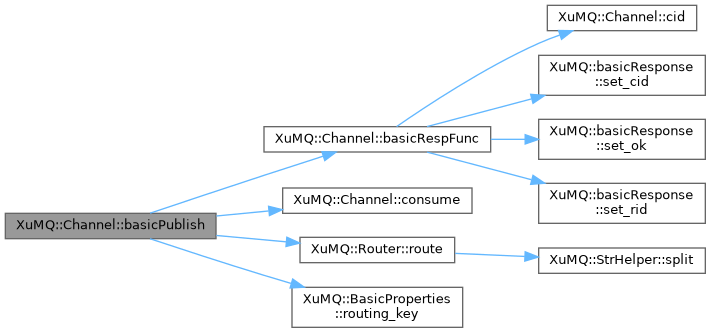 XuMQ::Channel::basicPublish
XuMQ::Channel::basicRespFunc
XuMQ::Channel::cid
XuMQ::basicResponse
::set_cid
XuMQ::basicResponse
::set_ok
XuMQ::basicResponse
::set_rid
XuMQ::Channel::consume
XuMQ::Router::route
XuMQ::StrHelper::split
XuMQ::BasicProperties
::routing_key